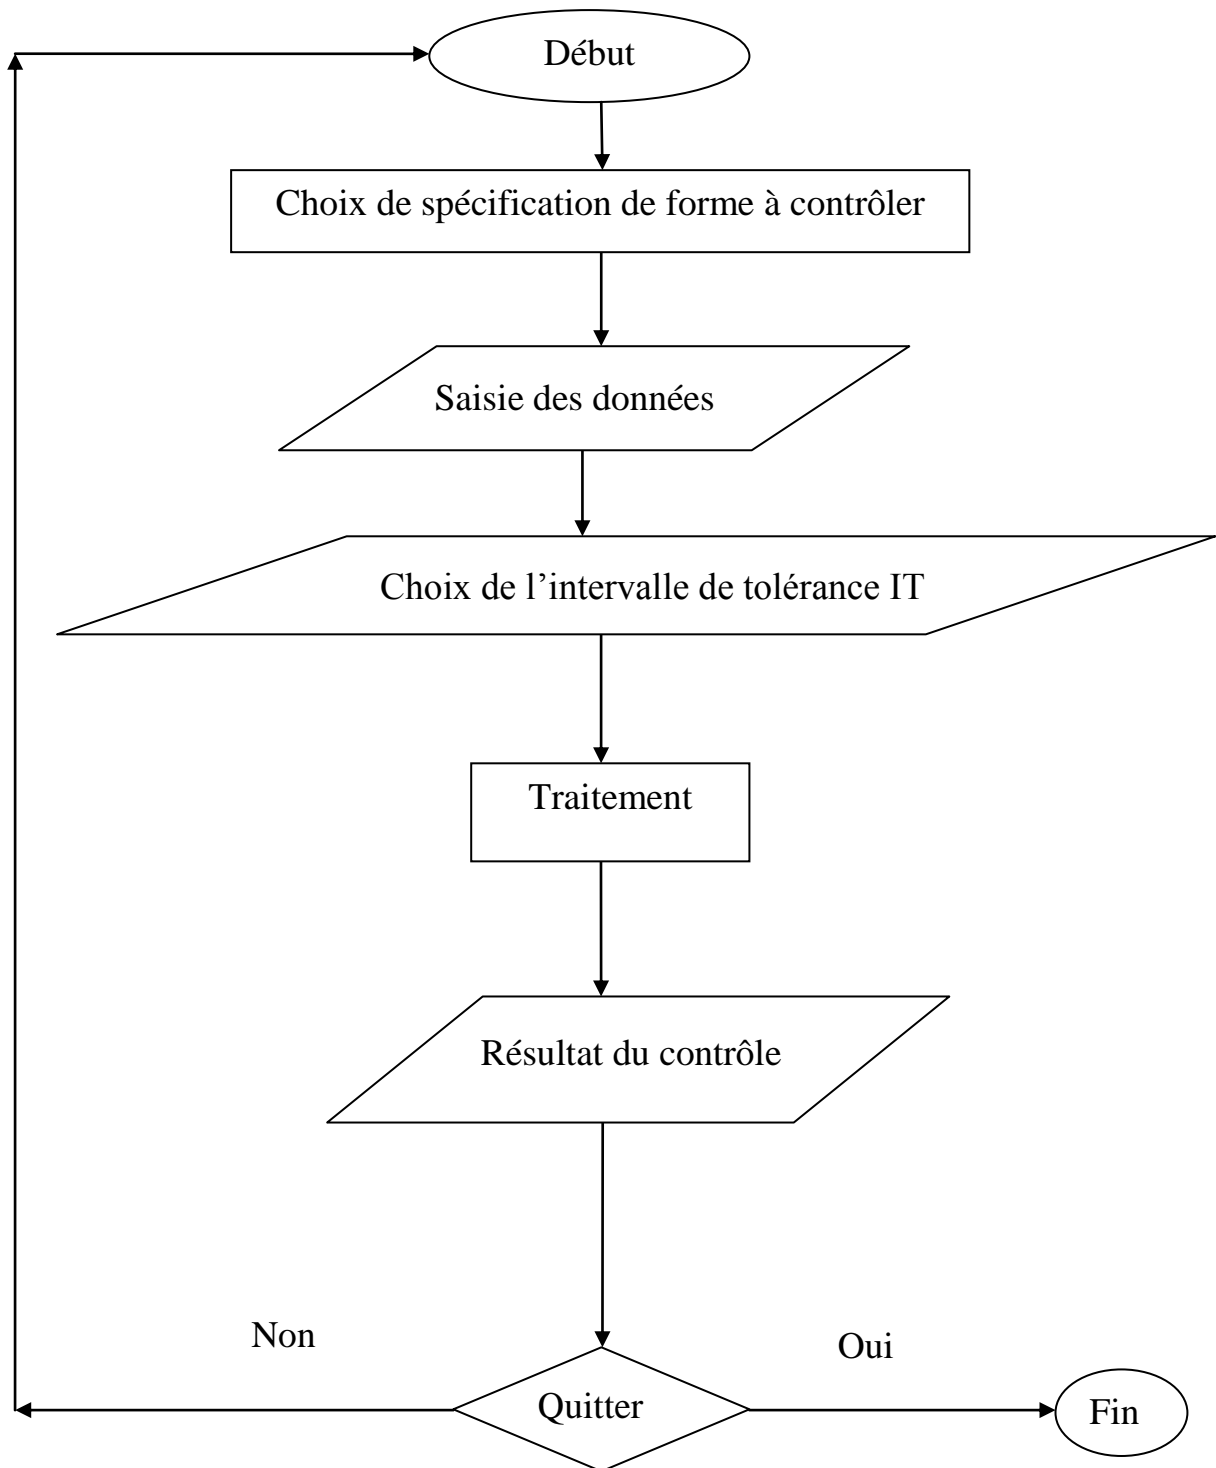 Début
Choix de spécification de forme à contrôler
Saisie des données
Choix de l’intervalle de tolérance IT
Traitement
Résultat du contrôle
Non
Oui
Quitter
Fin